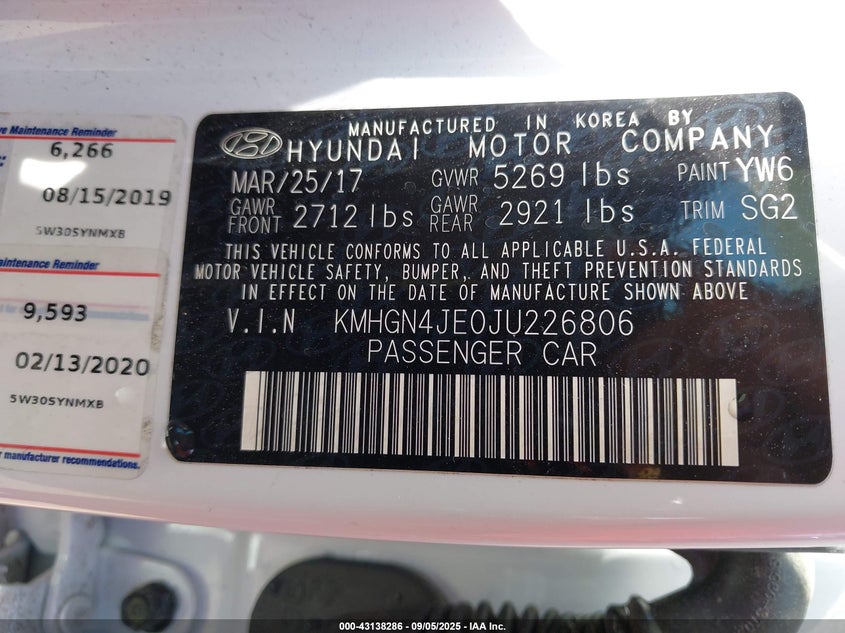 ve Maintenance Reminder
6,266
08/15/2019
5W30SYNMXB
Maintenance Reminder
9,593
02/13/2020
5W30SYNMXB
r manufacturer recommendations.
MANUFACTURED IN KOREA BY
HYUNDAI MOTOR COMPANY
MAR/25/17 GVWR 5269 lbs PAINT YW6
GAWR FRONT 2712 lbs GAWR REAR 2921 lbs TRIM SG2
THIS VEHICLE CONFORMS TO ALL APPLICABLE U.S.A. FEDERAL
MOTOR VEHICLE SAFETY, BUMPER, AND THEFT PREVENTION STANDARDS
IN EFFECT ON THE DATE OF MANUFACTURE SHOWN ABOVE
V.I.N KMHGN4JE0JU226806
PASSENGER CAR
000-43138286 - 09/05/2025 - IAA Inc.